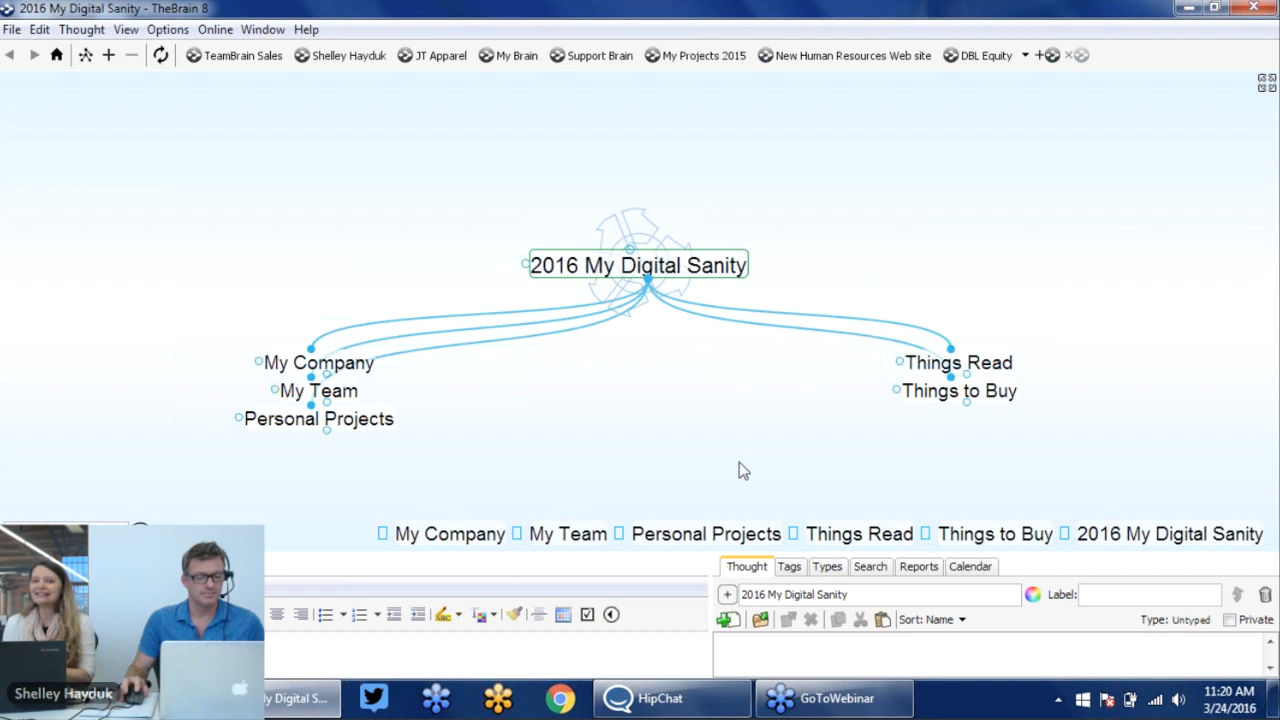 2016 My Digital Sanity - TheBrain 8
File Edit Thought View Options Online Window Help
TeamBrain Sales Shelley Hayduk JT Apparel My Brain Support Brain My Projects 2015 New Human Resources Web site DBL Equity
2016 My Digital Sanity
My Company
My Team
Personal Projects
Things Read
Things to Buy
My Company My Team Personal Projects Things Read Things to Buy 2016 My Digital Sanity
Thought Tags Types Search Reports Calendar
2016 My Digital Sanity Label:
Sort: Name Type: Untyped Private
Shelley Hayduk
My Digital S... HipChat GoToWebinar
11:20 AM
3/24/2016